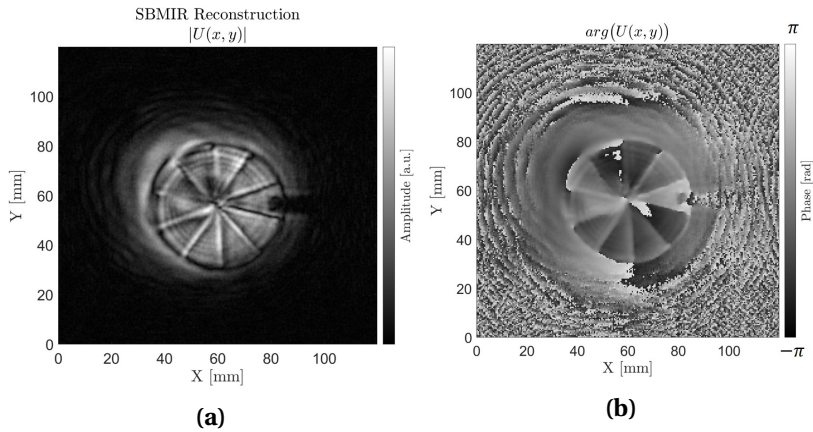 SBMIR Reconstruction
|U(x, y)|
100
80
60
40
20
0
0 20 40 60 80 100
Y [mm]
X [mm]
Amplitude [a.u.]
(a)
arg(U(x, y))
π
100
80
60
40
20
0
0 20 40 60 80 100
Y [mm]
X [mm]
Phase [rad]
−π
(b)